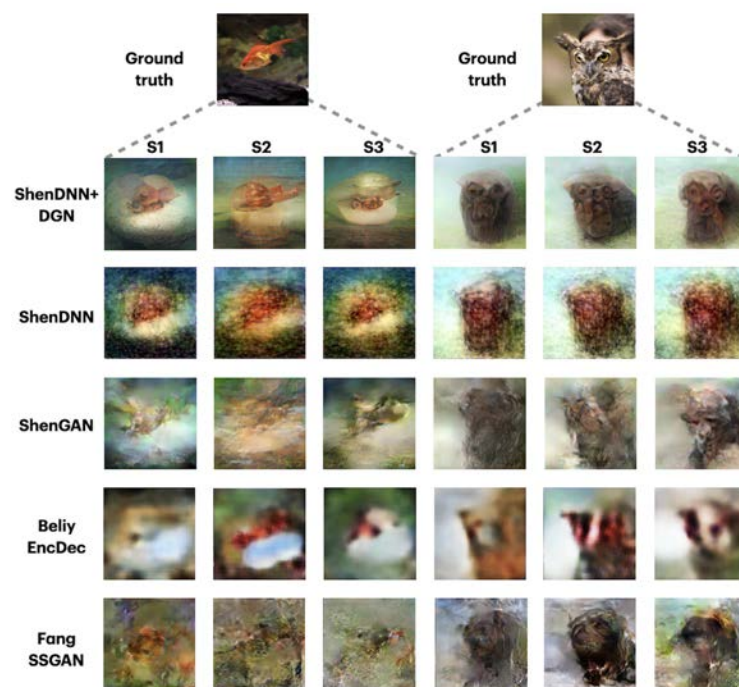 Ground
truth
Ground
truth
S1 S2 S3 S1 S2 S3
ShenDNN+
DGN
ShenDNN
ShenGAN
Beliy
EncDec
Fang
SSGAN